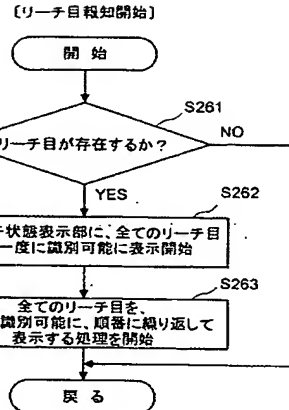 〔リーチ目報知開始〕
開 始
S261
リーチ目が存在するか？
NO
YES
S262
チ状態表示部に、全てのリーチ目
一度に識別可能に表示開始
S263
全てのリーチ目を、
識別可能に、順番に繰り返して
表示する処理を開始
戻 る